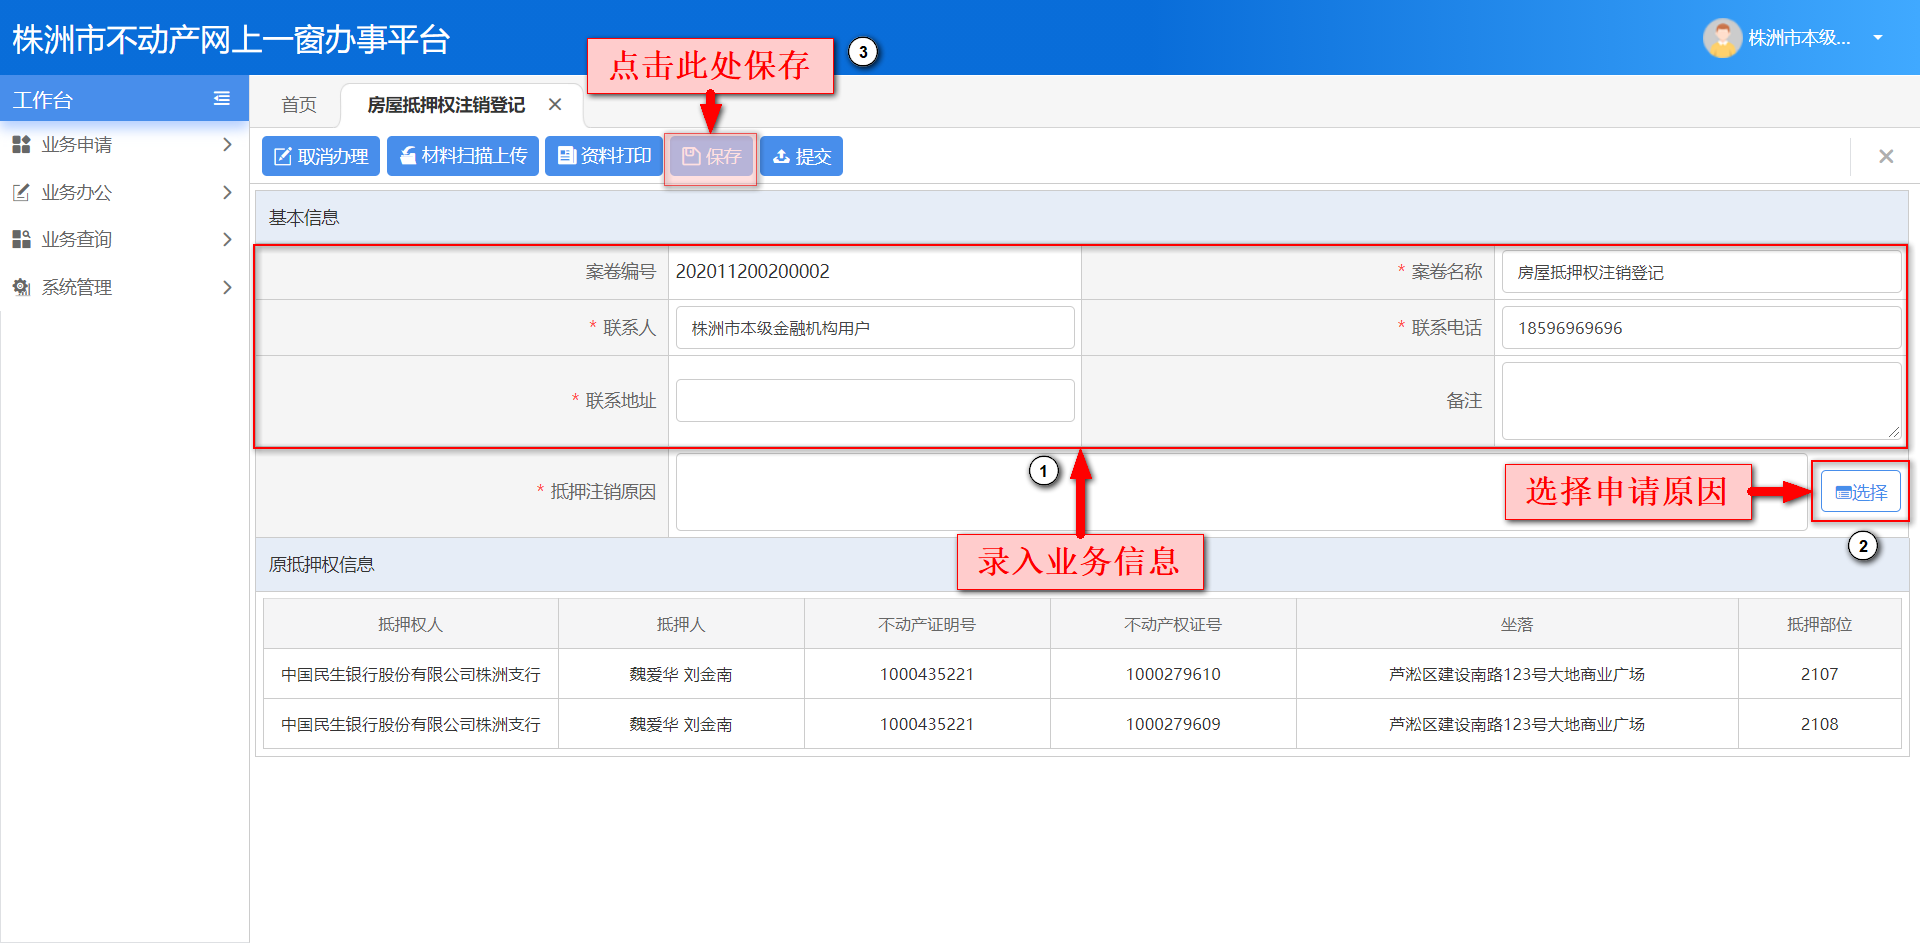 株洲市不动产网上一窗办事平台
株洲市本级...
点击此处保存
3
工作台
首页
房屋抵押权注销登记
业务申请
业务办公
业务查询
系统管理
取消办理
材料扫描上传
资料打印
保存
提交
基本信息
案卷编号 202011200200002 * 案卷名称 房屋抵押权注销登记
* 联系人 株洲市本级金融机构用户 * 联系电话 18596969696
* 联系地址 备注
1
* 抵押注销原因
选择申请原因
选择
2
录入业务信息
原抵押权信息
抵押权人 抵押人 不动产证明号 不动产权证号 坐落 抵押部位
中国民生银行股份有限公司株洲支行 魏爱华 刘金南 1000435221 1000279610 芦淞区建设南路123号大地商业广场 2107
中国民生银行股份有限公司株洲支行 魏爱华 刘金南 1000435221 1000279609 芦淞区建设南路123号大地商业广场 2108